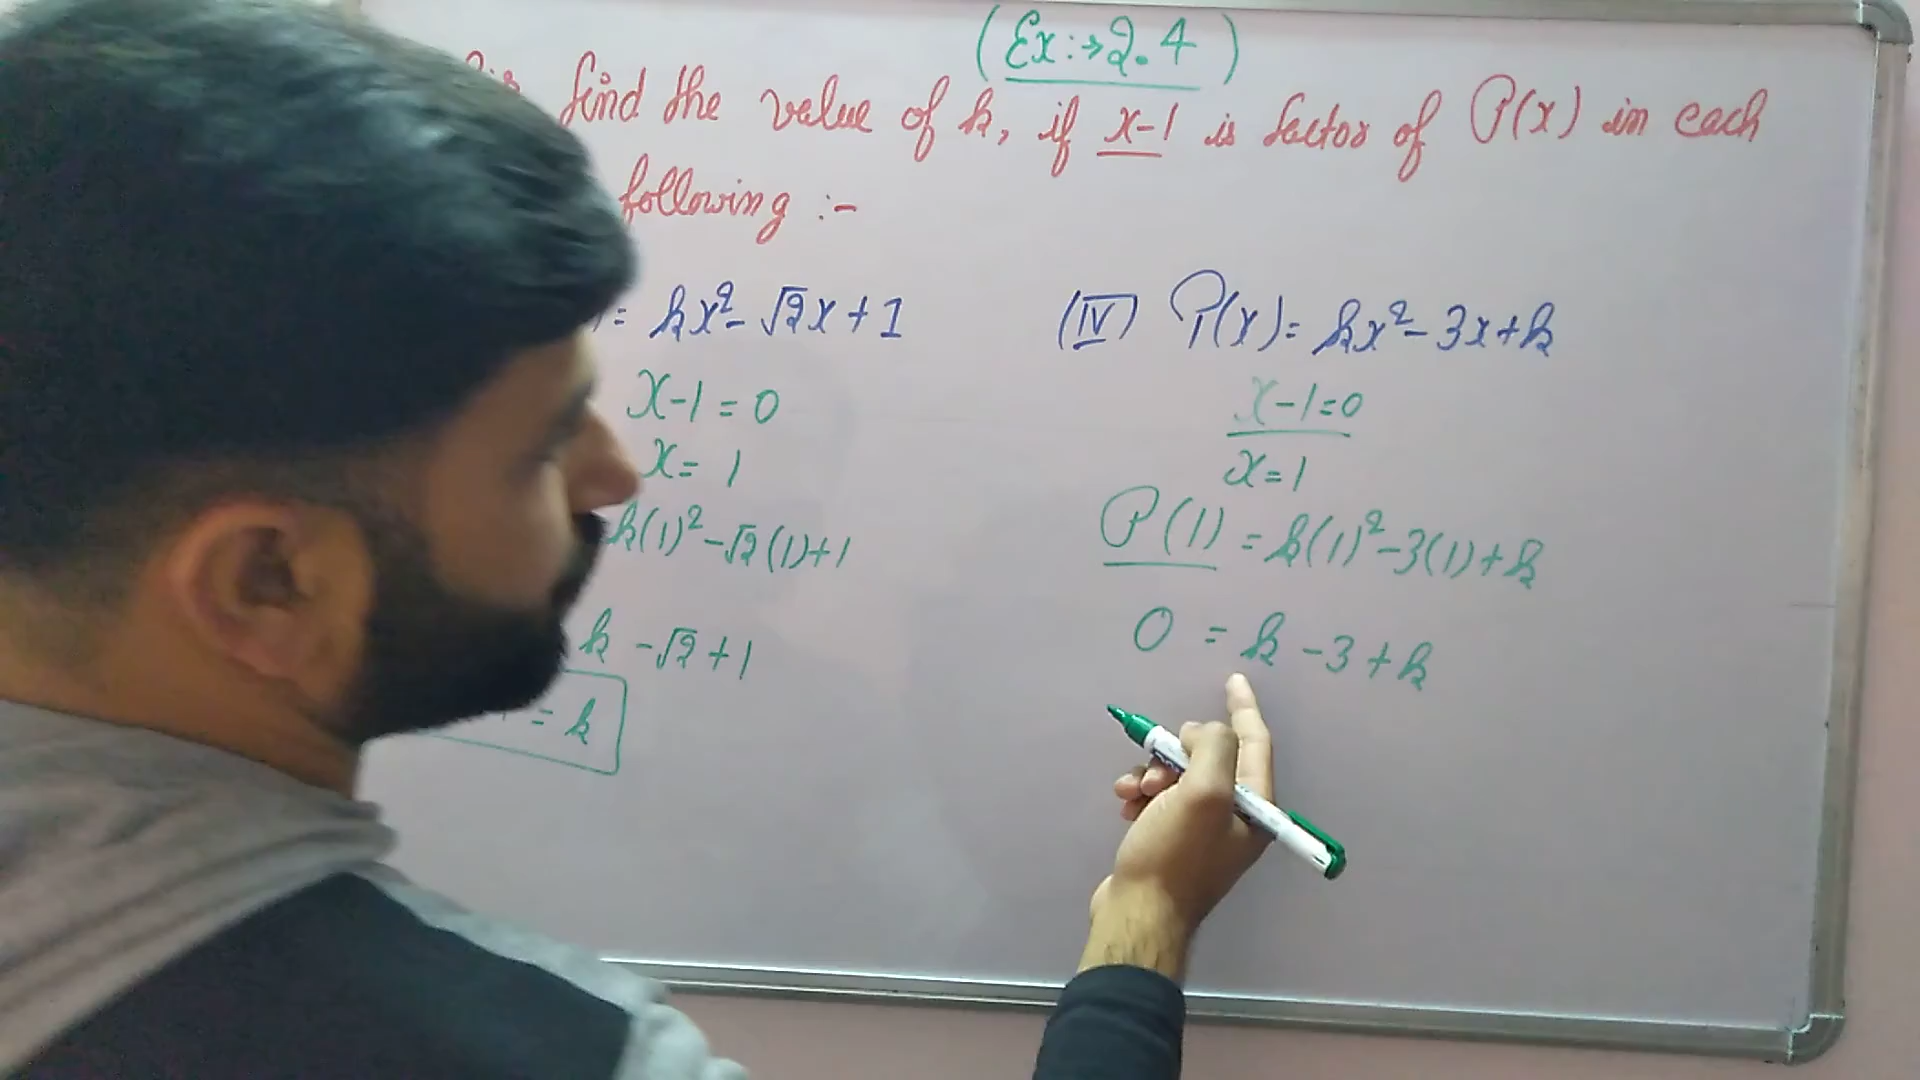 (Ex:→2.4)
find the value of k, if x-1 is factor of P(x) in each
following :-
= kx²-√2x+1
x-1=0
x=1
k(1)²-√2(1)+1
k-√2+1
= k
(IV) P(x)= kx²-3x+k
x-1=0
x=1
P(1)=k(1)²-3(1)+k
0 = k-3+k